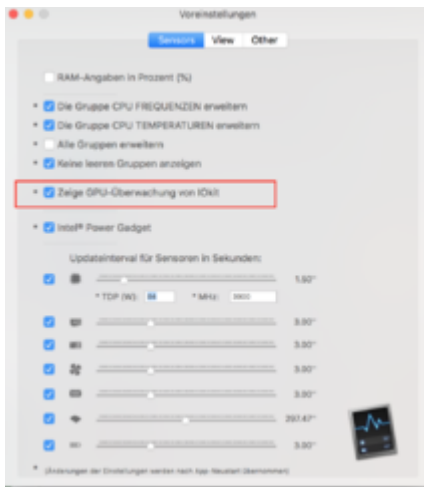 Voreinstellungen
Sensors View Other
RAM-Angaben in Prozent (%)
* Die Gruppe CPU FREQUENZEN erweitern
* Die Gruppe CPU TEMPERATUREN erweitern
* Alle Gruppen erweitern
* Keine leeren Gruppen anzeigen
* Zeige GPU-Überwachung von IOkit
* Intel® Power Gadget
Updateinterval für Sensoren in Sekunden:
1.50"
* TDP (W): * MHz:
3.00"
3.00"
3.00"
3.00"
297.47"
3.00"
* (Änderungen der Einstellungen werden nach App-Neustart übernommen)